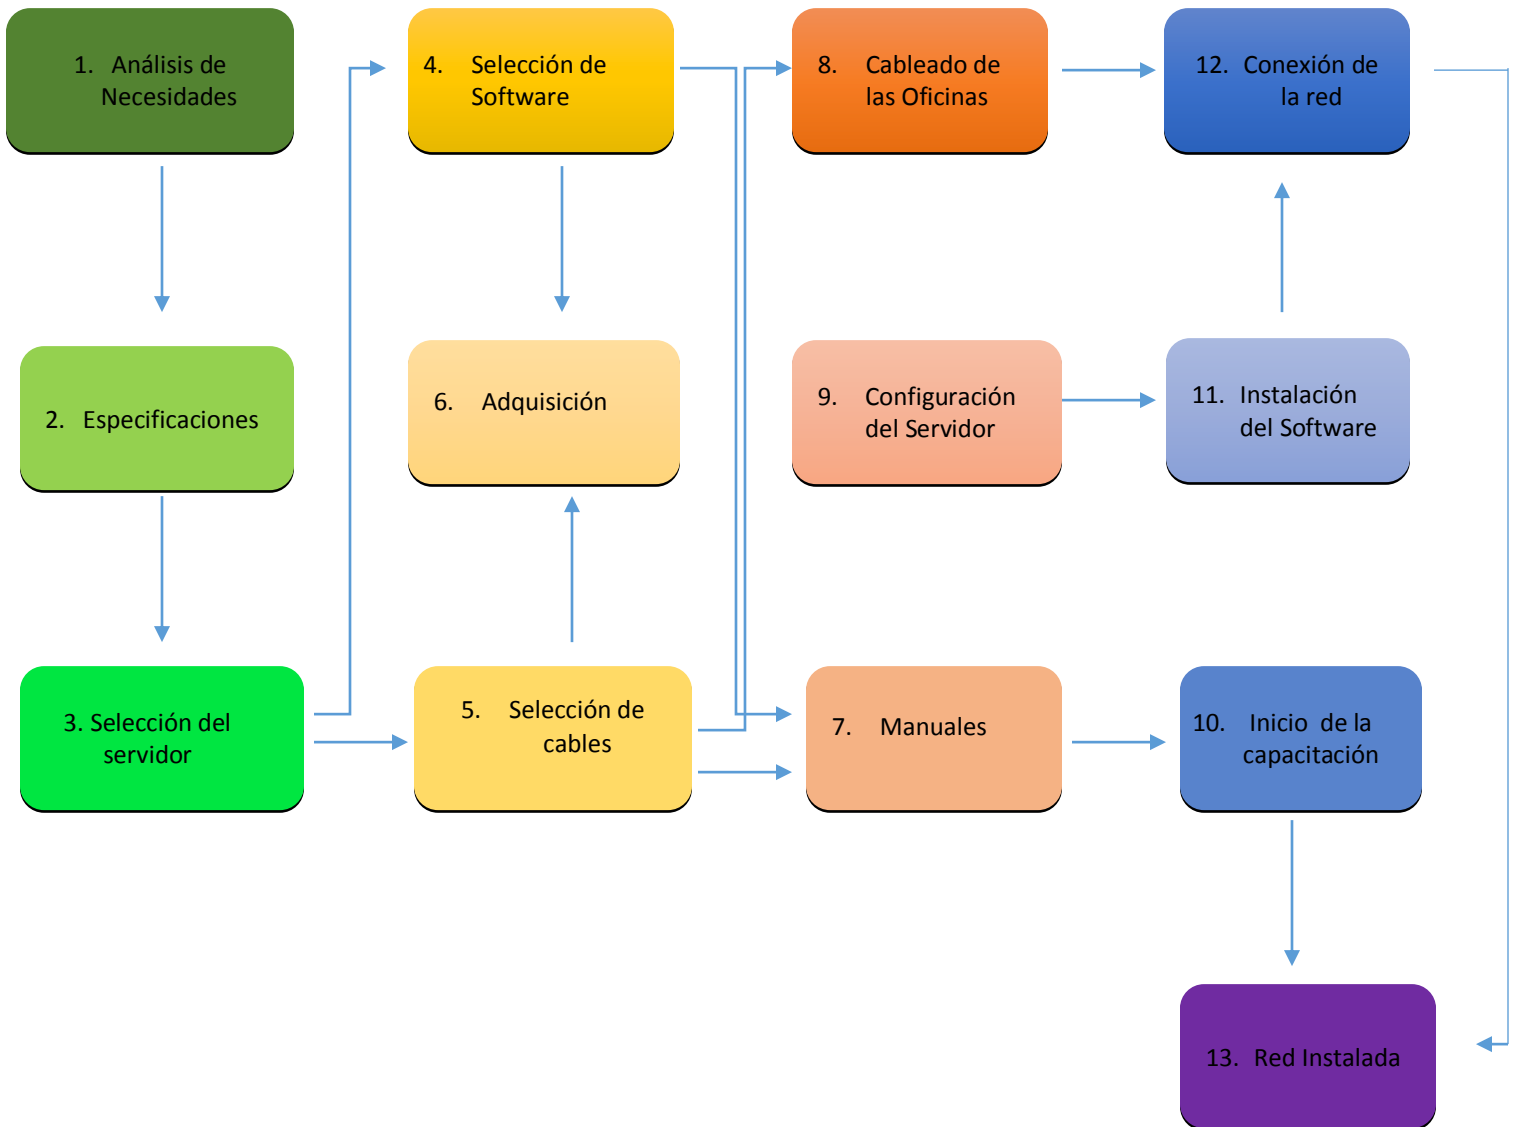 1. Análisis de
Necesidades
4. Selección de
Software
8. Cableado de
las Oficinas
12. Conexión de
la red
2. Especificaciones
6. Adquisición
9. Configuración
del Servidor
11. Instalación
del Software
3. Selección del
servidor
5. Selección de
cables
7. Manuales
10. Inicio de la
capacitación
13. Red Instalada